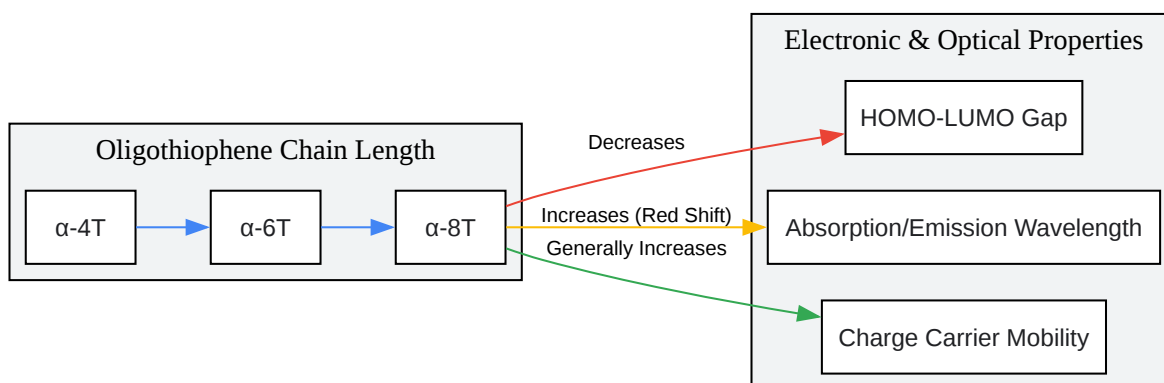 Oligothiophene Chain Length
α-4T
α-6T
α-8T
Decreases
Increases (Red Shift)
Generally Increases
Electronic & Optical Properties
HOMO-LUMO Gap
Absorption/Emission Wavelength
Charge Carrier Mobility